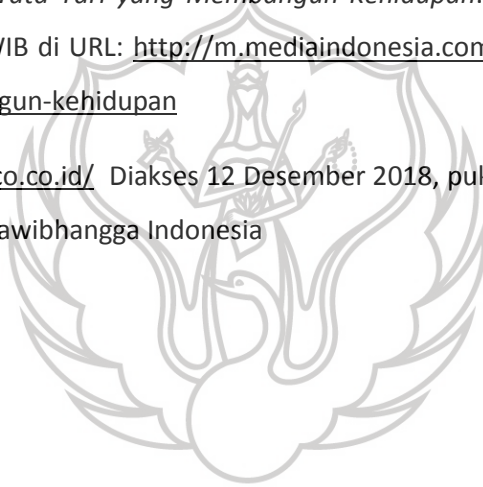 Tata Tari yang Membangun Kehidupan.
WIB di URL: http://m.mediaindonesia.com
gun-kehidupan
co.co.id/ Diakses 12 Desember 2018, puk
awibhangga Indonesia